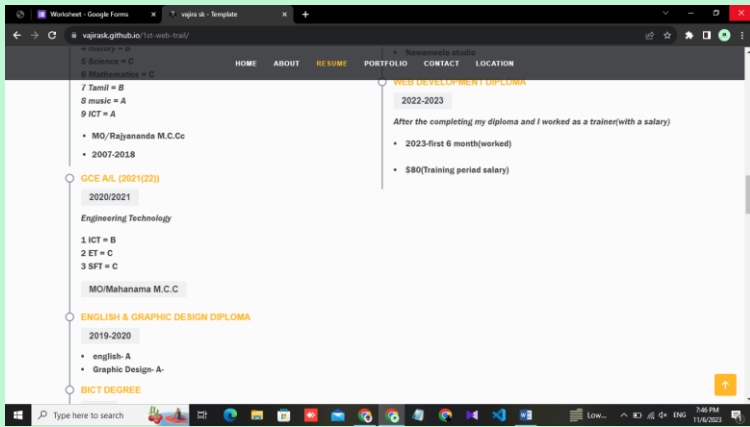 Worksheet - Google Forms
vajira sk - Template
vajirask.github.io/1st-web-trail/
HOME ABOUT RESUME PORTFOLIO CONTACT LOCATION
4 History = B
5 Science = C
6 Mathematics = C
7 Tamil = B
8 music = A
9 ICT = A
• MO/Rajyananda M.C.Cc
• 2007-2018
GCE A/L (2021(22))
2020/2021
Engineering Technology
1 ICT = B
2 ET = C
3 SFT = C
MO/Mahanama M.C.C
ENGLISH & GRAPHIC DESIGN DIPLOMA
2019-2020
• english- A
• Graphic Design- A-
BICT DEGREE
• Nawaneela studio
WEB DEVELOPMENT DIPLOMA
2022-2023
After the completing my diploma and I worked as a trainer(with a salary)
• 2023-first 6 month(worked)
• $80(Training periad salary)
Type here to search
Low...
ENG
7:46 PM
11/6/2023